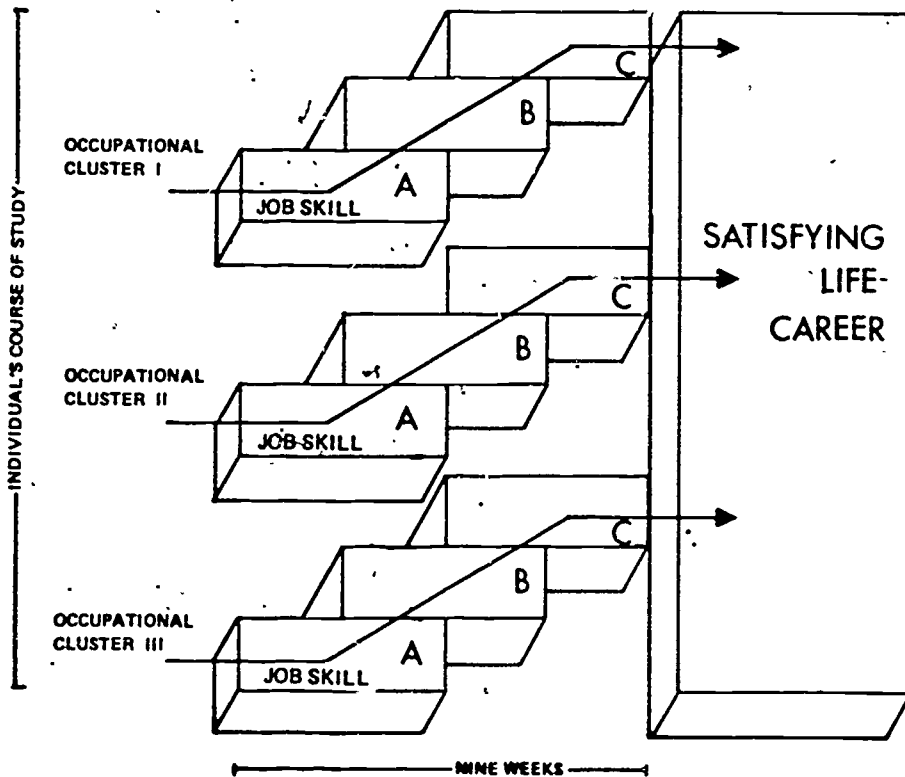 INDIVIDUAL'S COURSE OF STUDY
OCCUPATIONAL
CLUSTER I
JOB SKILL
A
B
C
OCCUPATIONAL
CLUSTER II
JOB SKILL
A
B
C
OCCUPATIONAL
CLUSTER III
JOB SKILL
A
B
C
SATISFYING
LIFE-
CAREER
NINE WEEKS